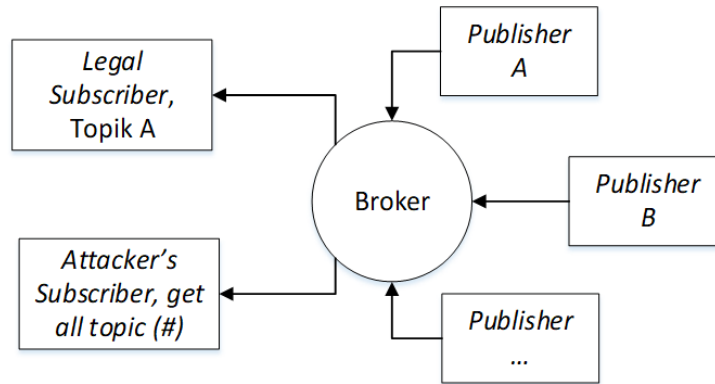 Legal
Subscriber,
Topik A
Attacker's
Subscriber, get
all topic (#)
Broker
Publisher
A
Publisher
B
Publisher
...